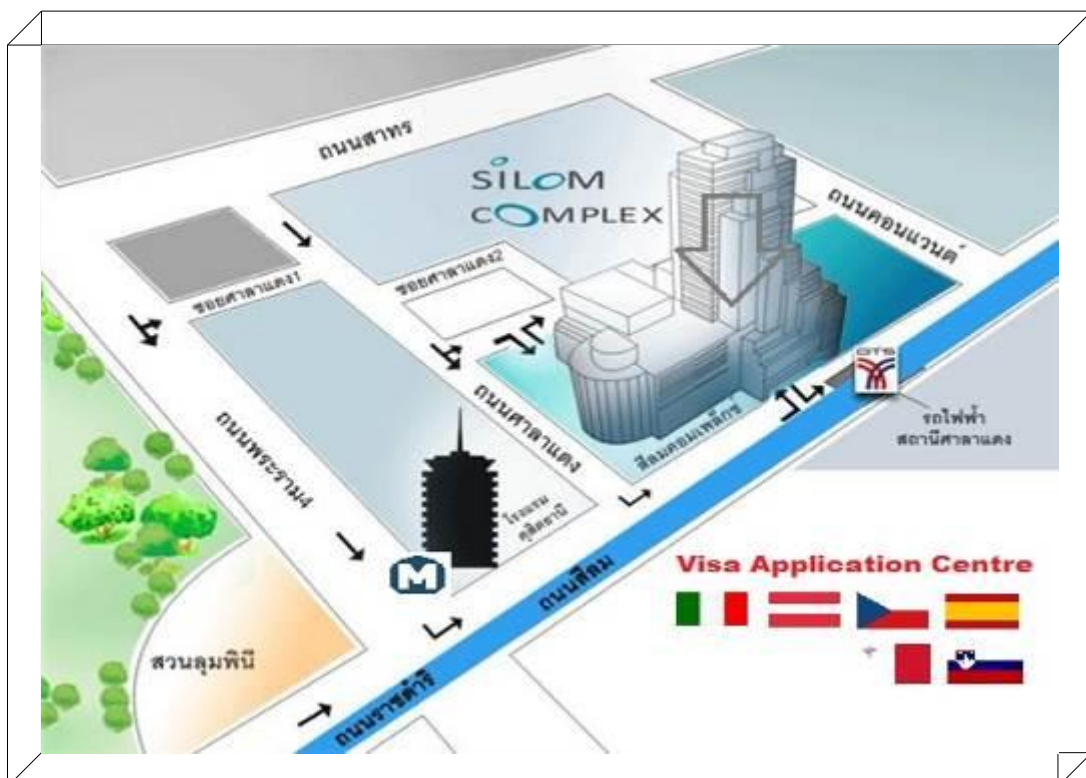 ถนนสาทร
SILOM
COMPLEX
ถนนคอนแวนต์
ซอยศาลาแดง1
ซอยศาลาแดง2
BTS
รถไฟฟ้า
สถานีศาลาแดง
สีลมคอมเพล็กซ์
ถนนศาลาแดง
ถนนพระราม4
โรงแรม
ดุสิตธานี
M
ถนนสีลม
Visa Application Centre
สวนลุมพินี
ถนนราชดำริ